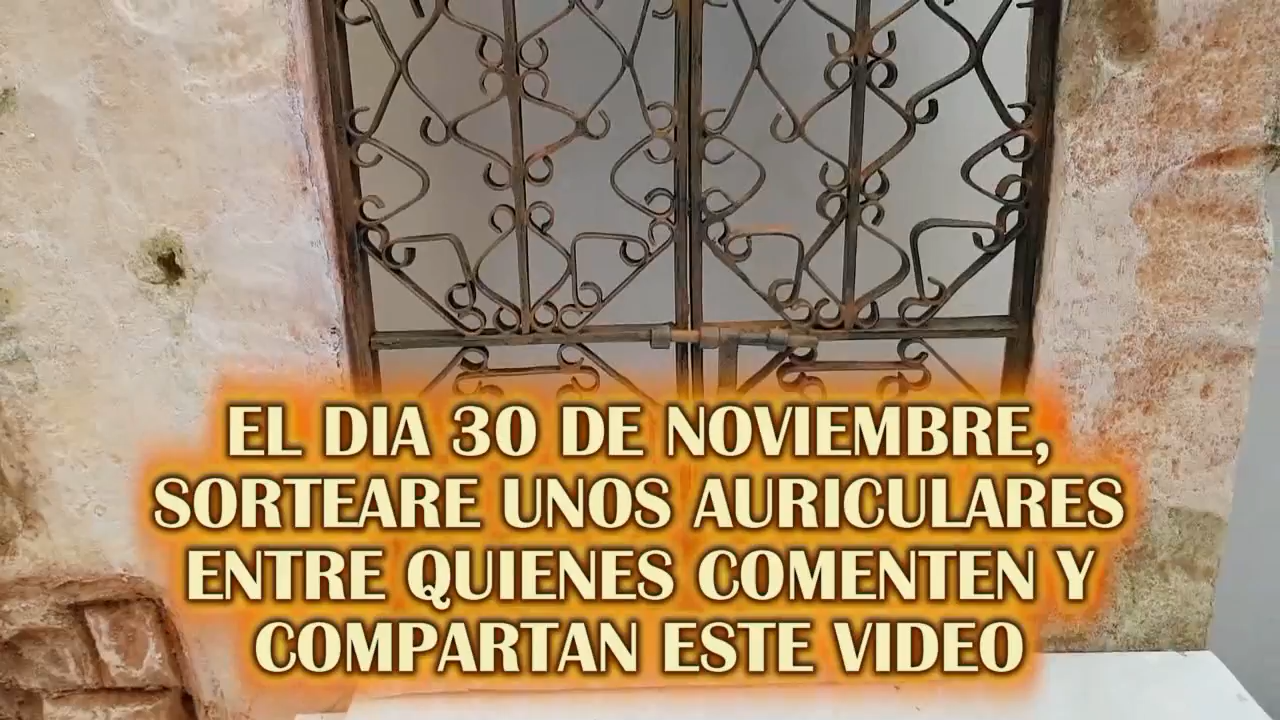 EL DIA 30 DE NOVIEMBRE,
SORTEARE UNOS AURICULARES
ENTRE QUIENES COMENTEN Y
COMPARTAN ESTE VIDEO